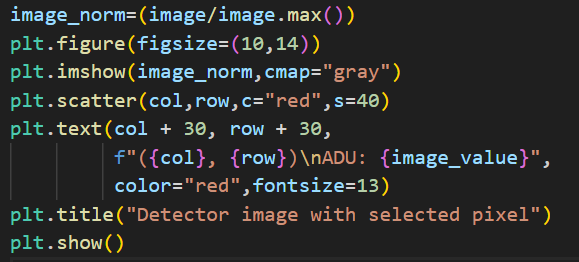 image_norm=(image/image.max())
plt.figure(figsize=(10,14))
plt.imshow(image_norm,cmap="gray")
plt.scatter(col,row,c="red",s=40)
plt.text(col + 30, row + 30,
         f"({col}, {row})\nADU: {image_value}",
         color="red",fontsize=13)
plt.title("Detector image with selected pixel")
plt.show()